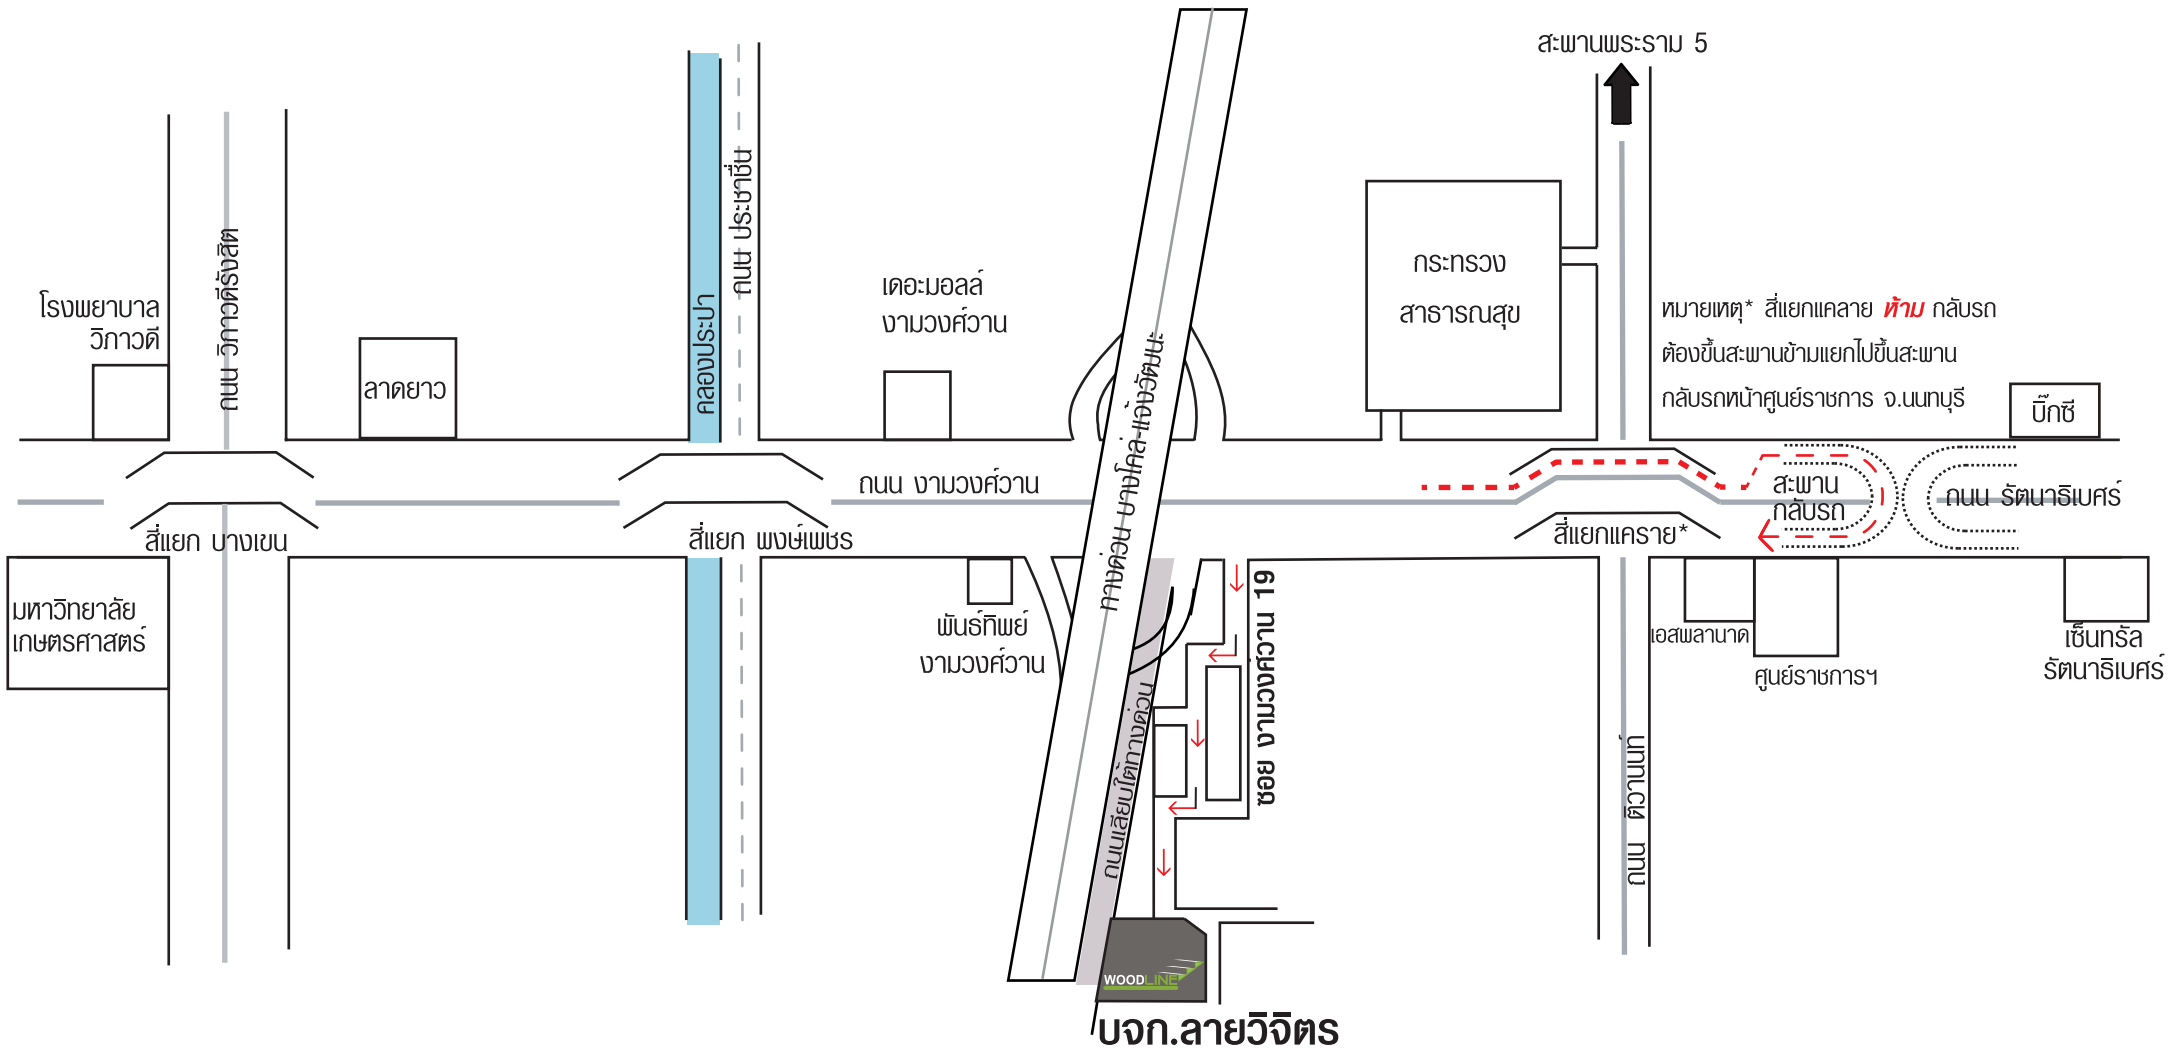 สะพานพระราม 5
ถนน ประชาชื่น
ถนน วิภาวดีรังสิต
โรงพยาบาล
วิภาวดี
ลาดยาว
คลองประปา
เดอะมอลล์
งามวงศ์วาน
ทางด่วน บางโคล่-แจ้งวัฒนะ
กระทรวง
สาธารณสุข
หมายเหตุ* สี่แยกแคลาย ห้าม กลับรถ
ต้องขึ้นสะพานข้ามแยกไปขึ้นสะพาน
กลับรถหน้าศูนย์ราชการ จ.นนทบุรี
บิ๊กซี
ถนน งามวงศ์วาน
สะพาน
กลับรถ
ถนน รัตนาธิเบศร์
สี่แยก บางเขน
สี่แยก พงษ์เพชร
สี่แยกแคราย*
มหาวิทยาลัย
เกษตรศาสตร์
พันธ์ทิพย์
งามวงศ์วาน
ซอย งามวงศ์วาน 19
เอสพลานาด
ศูนย์ราชการฯ
เซ็นทรัล
รัตนาธิเบศร์
ถนนเลียบใต้ทางด่วน
ถนน ติวานนท์
WOODLINE
บจก.ลายวิจิตร